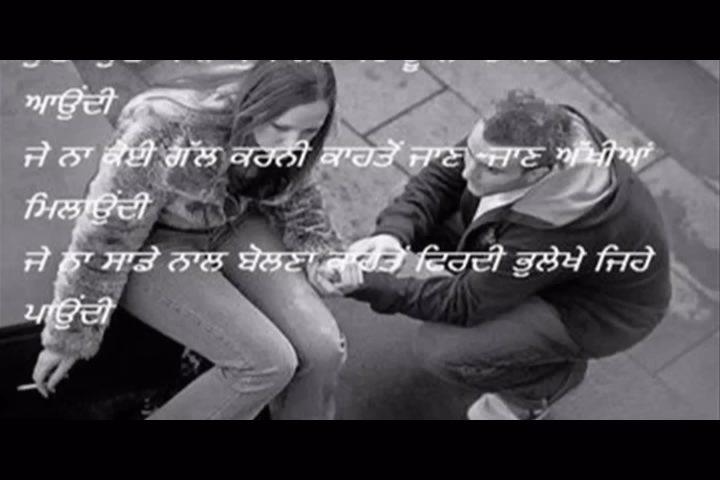 ਆਉਂਦੀ
ਜੇ ਨਾ ਕੋਈ ਗੱਲ ਕਰਨੀ ਕਾਹਤੋਂ ਜਾਣ -ਜਾਣ ਅੱਖੀਆਂ
ਮਿਲਾਉਂਦੀ
ਜੇ ਨਾ ਸਾਡੇ ਨਾਲ ਬੋਲਣਾ ਕਾਹਤੋਂ ਫਿਰਦੀ ਭੁਲੇਖੇ ਜਿਹੇ
ਪਾਉਂਦੀ